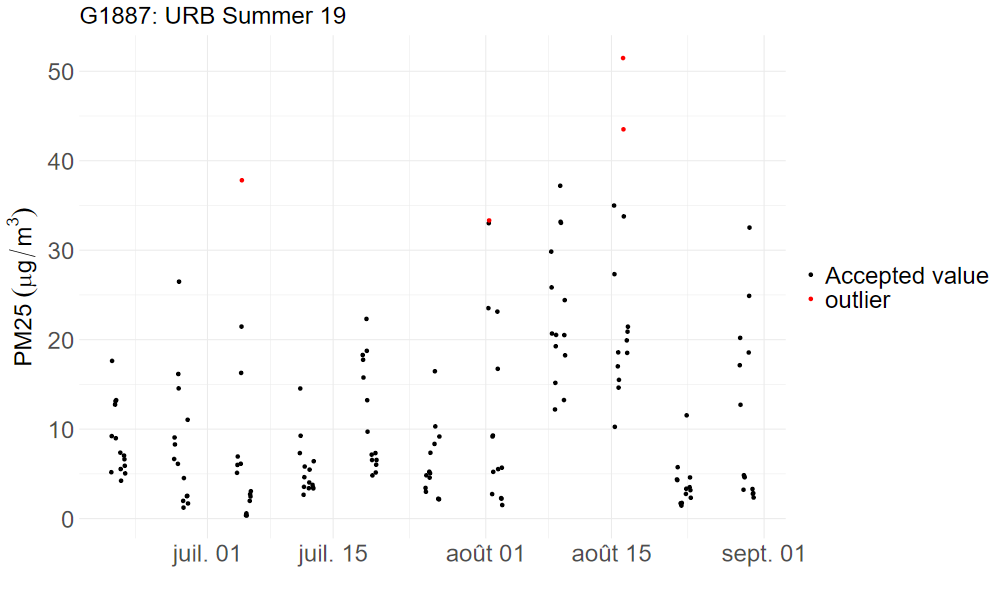 G1887: URB Summer 19
PM25 (μg/m³)
50
40
30
20
10
0
juil. 01
juil. 15
août 01
août 15
sept. 01
Accepted value
outlier